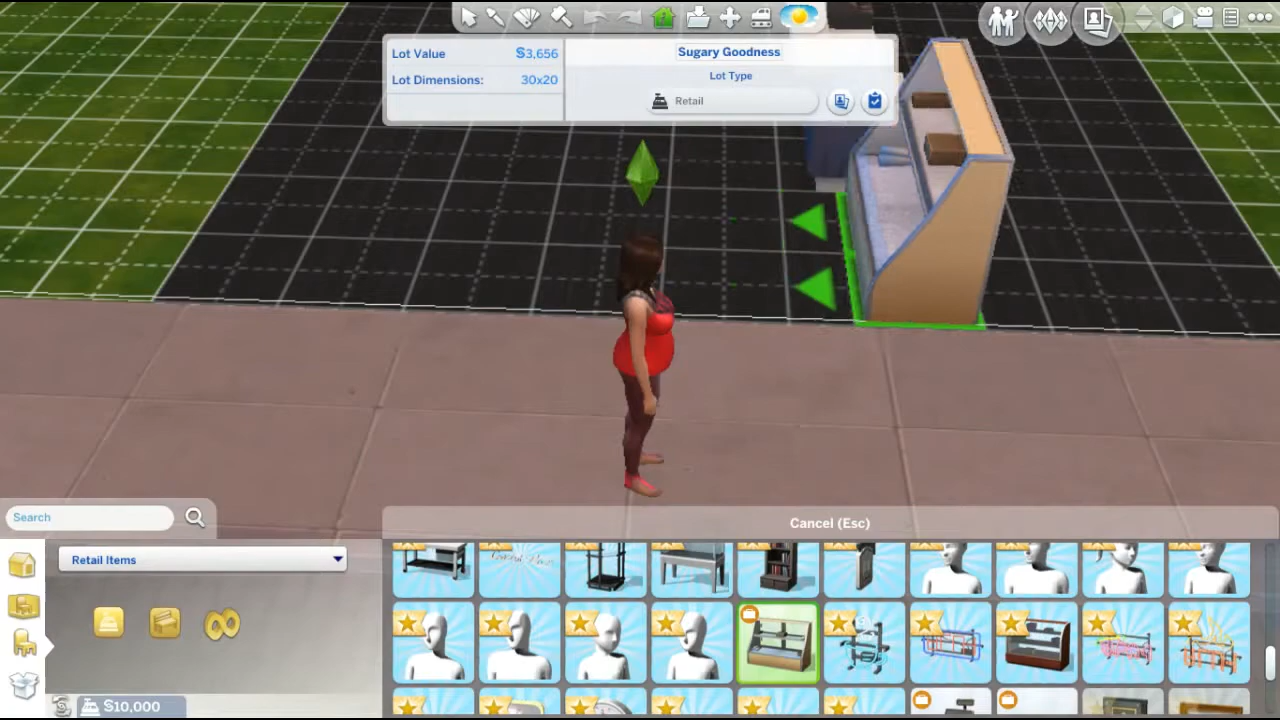 Lot Value §3,656
Lot Dimensions: 30x20
Sugary Goodness
Lot Type
Retail
Search
Cancel (Esc)
Retail Items
§10,000